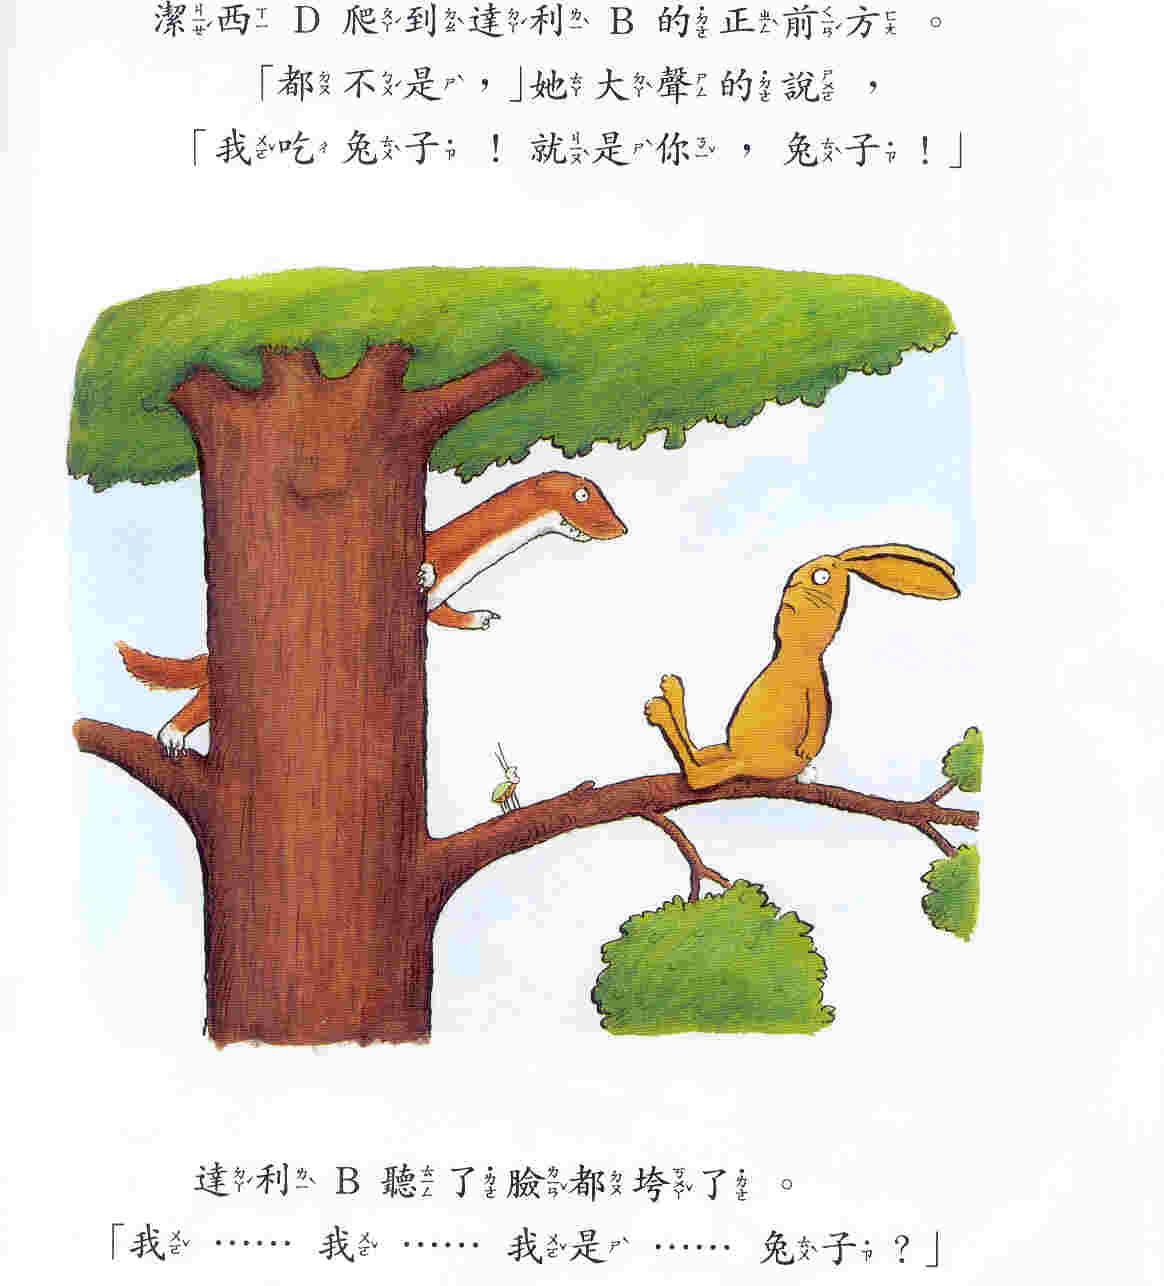 潔西 D 爬到達利 B 的正前方。
「都不是,」她大聲的說,
「我吃兔子!就是你,兔子!」
達利 B 聽了臉都垮了。
「我⋯⋯我⋯⋯我是⋯⋯兔子?」